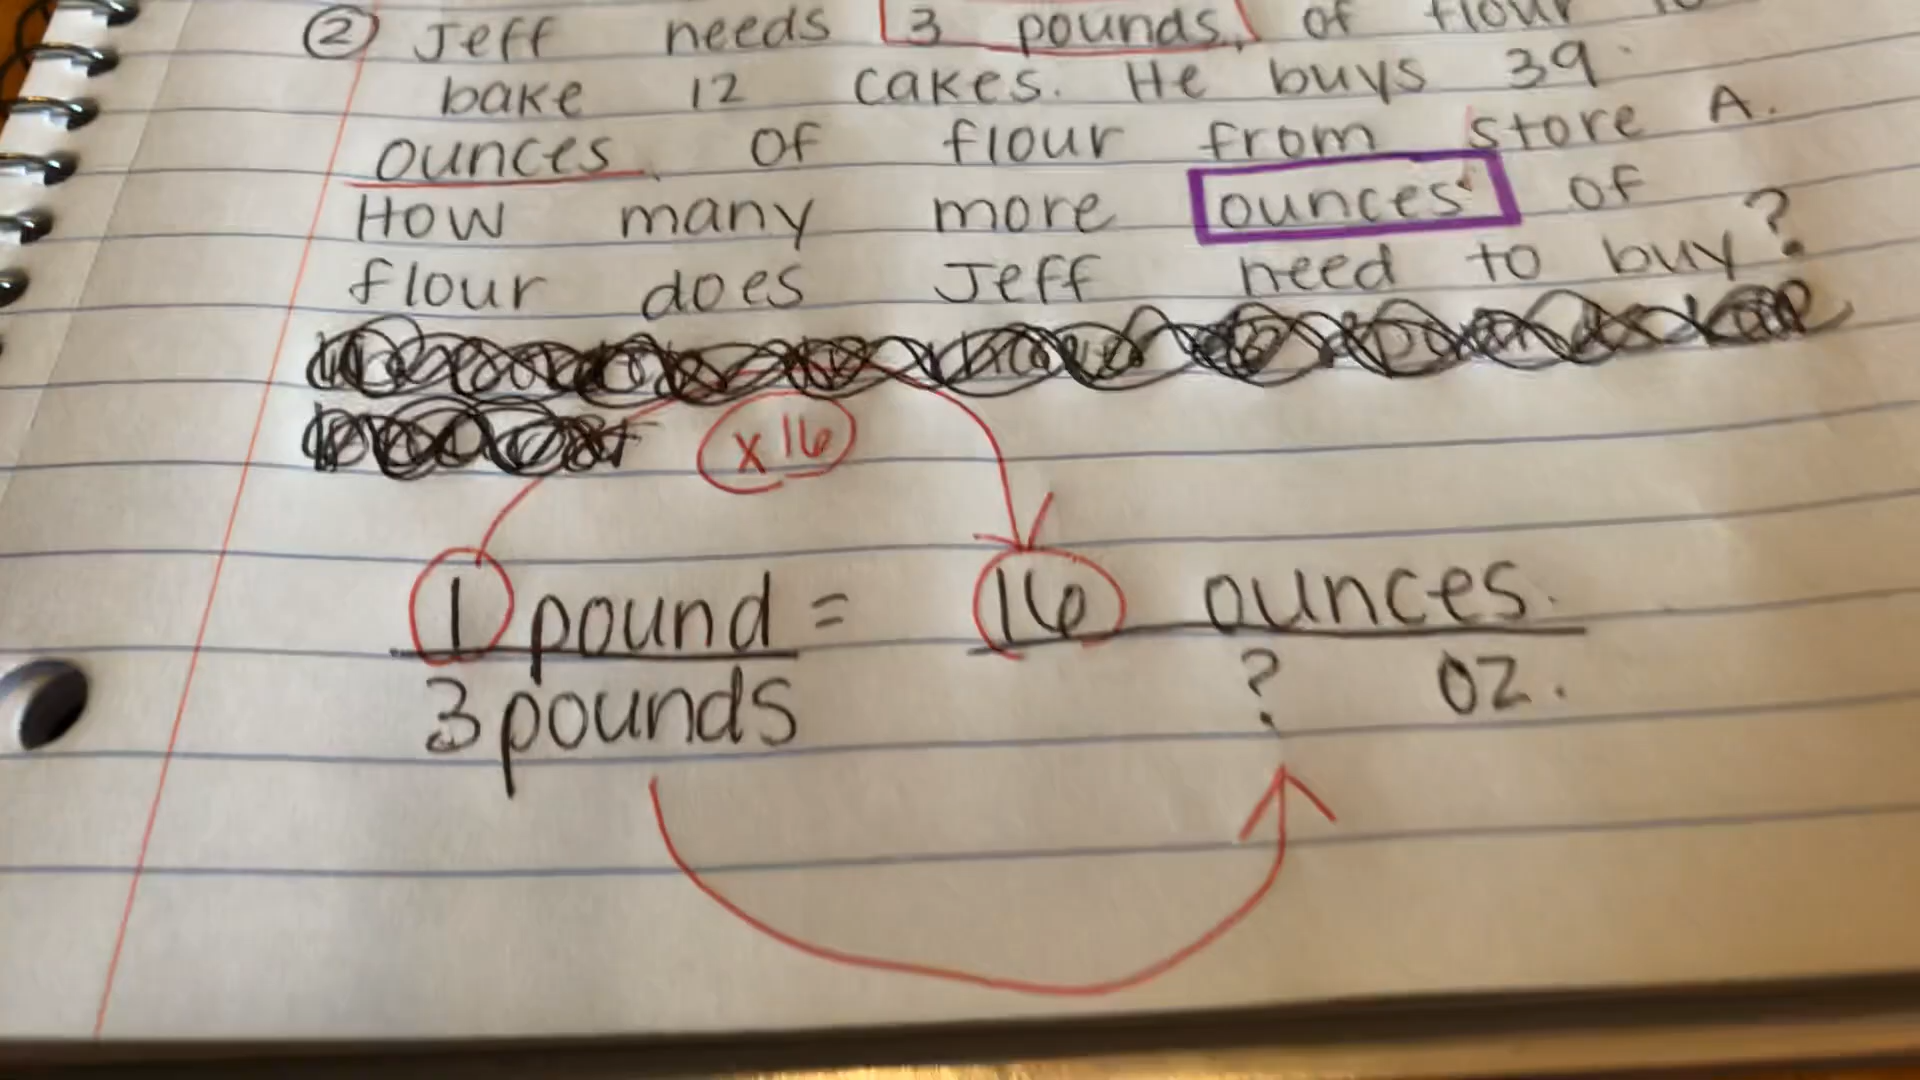 ② Jeff needs 3 pounds of flour to
bake 12 cakes. He buys 39
ounces of flour from store A.
How many more ounces of
flour does Jeff need to buy?
x 16
1 pound = 16 ounces.
3 pounds ? oz.